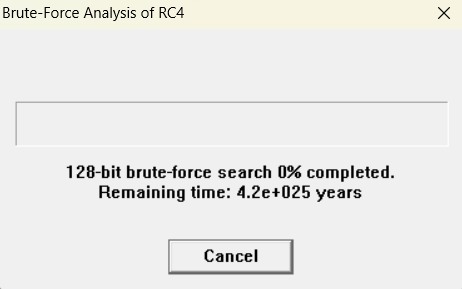 Brute-Force Analysis of RC4
128-bit brute-force search 0% completed.
Remaining time: 4.2e+025 years
Cancel